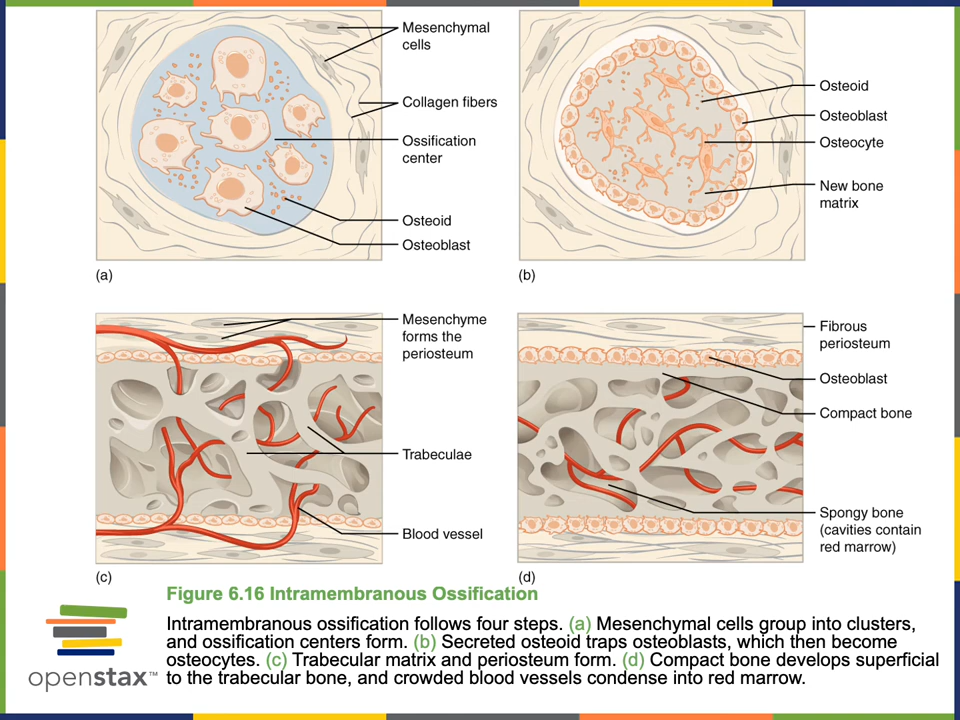 Mesenchymal
cells
Collagen fibers
Ossification
center
Osteoid
Osteoblast
(a)
Osteoid
Osteoblast
Osteocyte
New bone
matrix
(b)
Mesenchyme
forms the
periosteum
Trabeculae
Blood vessel
(c)
Fibrous
periosteum
Osteoblast
Compact bone
Spongy bone
(cavities contain
red marrow)
(d)
Figure 6.16 Intramembranous Ossification
Intramembranous ossification follows four steps. (a) Mesenchymal cells group into clusters,
and ossification centers form. (b) Secreted osteoid traps osteoblasts, which then become
osteocytes. (c) Trabecular matrix and periosteum form. (d) Compact bone develops superficial
to the trabecular bone, and crowded blood vessels condense into red marrow.
openstax™